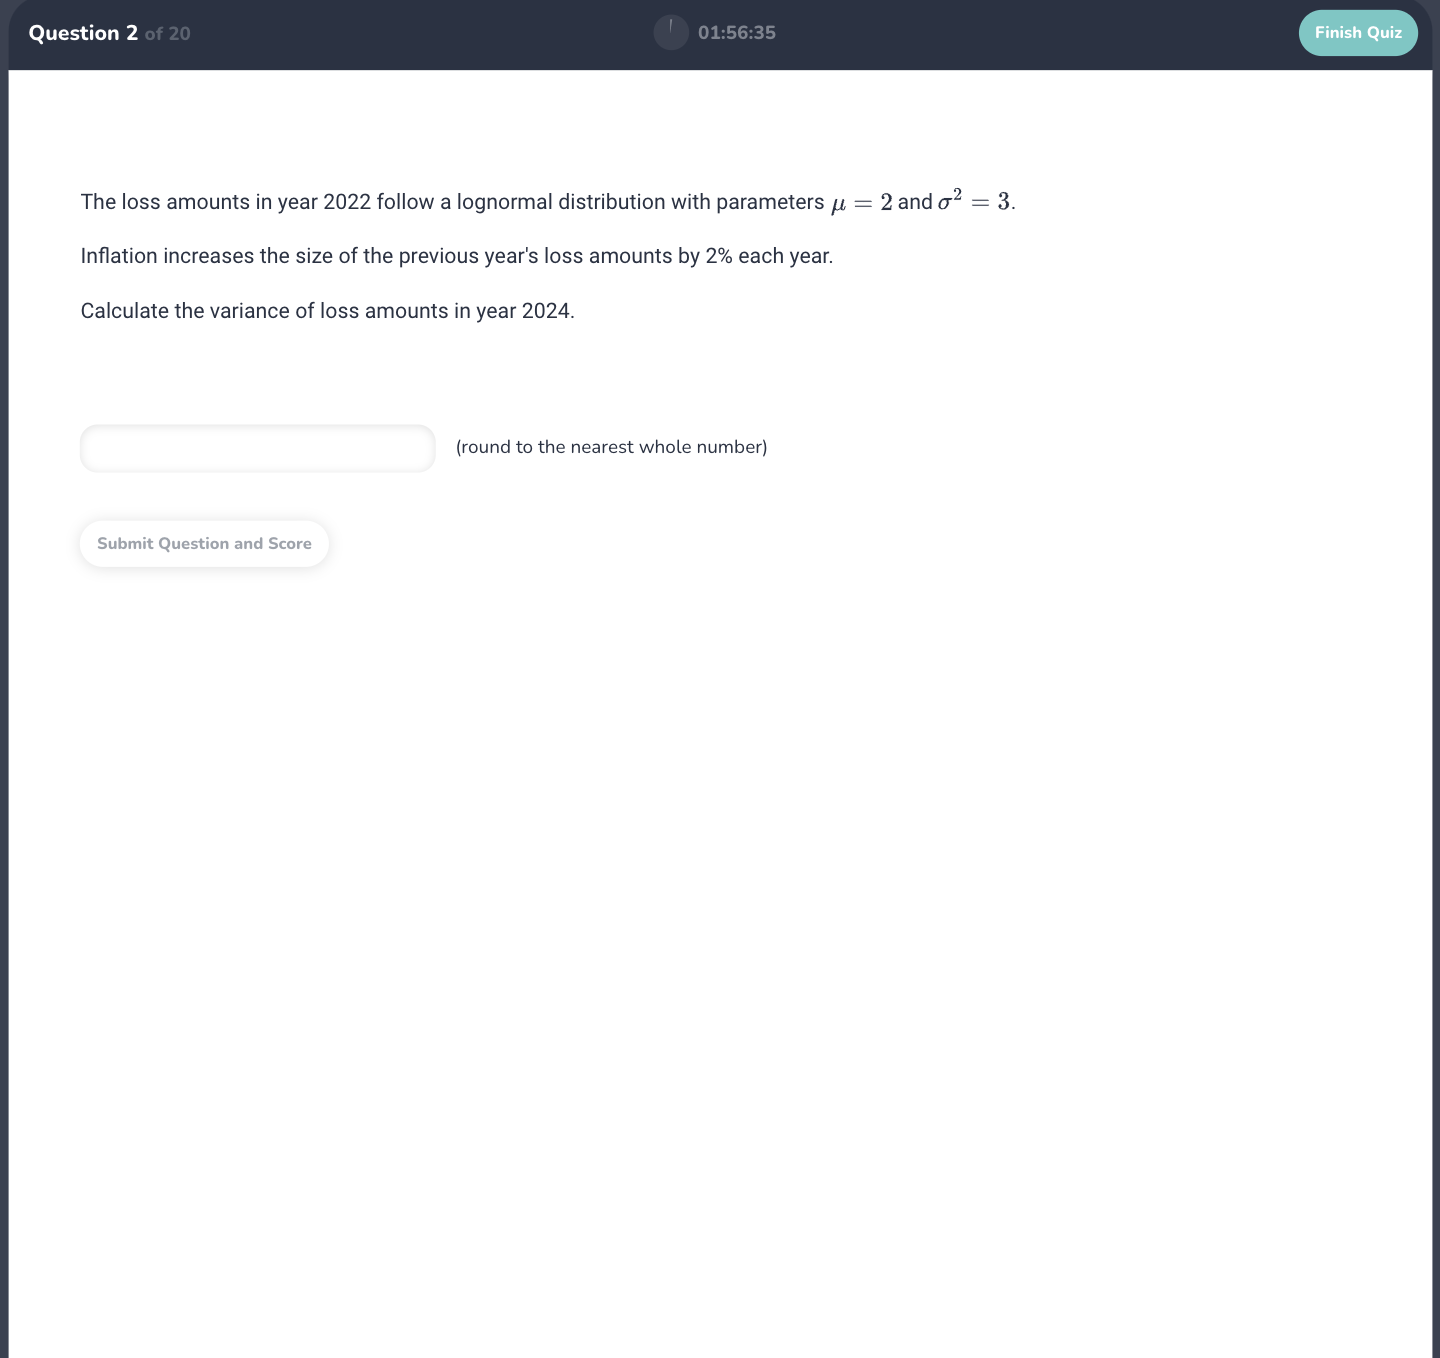 Question 2 of 20
01:56:35
Finish Quiz
The loss amounts in year 2022 follow a lognormal distribution with parameters μ = 2 and σ² = 3.
Inflation increases the size of the previous year's loss amounts by 2% each year.
Calculate the variance of loss amounts in year 2024.
(round to the nearest whole number)
Submit Question and Score